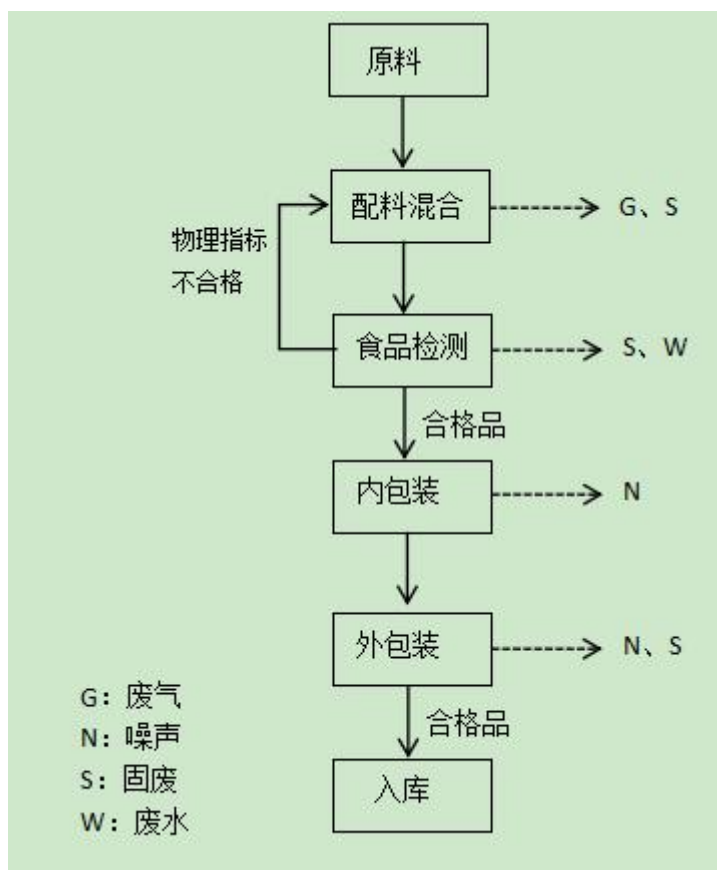 原料
配料混合
G、S
物理指标
不合格
食品检测
S、W
合格品
内包装
N
外包装
N、S
合格品
入库
G：废气
N：噪声
S：固废
W：废水